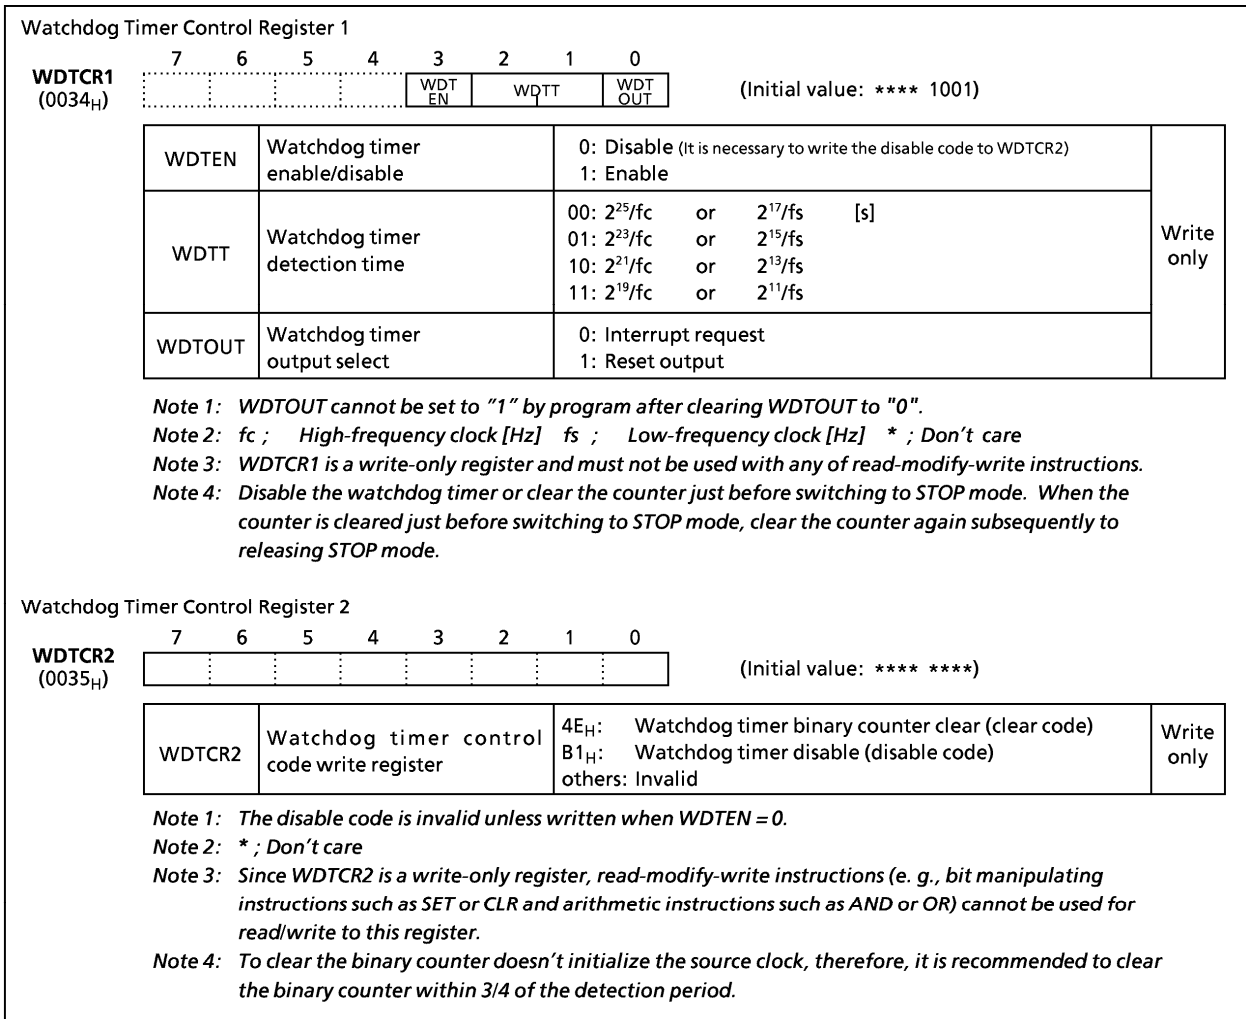 Watchdog Timer Control Register 1
7 6 5 4 3 2 1 0
WDTCR1
(0034H)
WDT EN
WDTT
WDT OUT
(Initial value: **** 1001)
WDTEN
Watchdog timer
enable/disable
0: Disable (It is necessary to write the disable code to WDTCR2)
1: Enable
WDTT
Watchdog timer
detection time
00: 2^25/fc or 2^17/fs [s]
01: 2^23/fc or 2^15/fs
10: 2^21/fc or 2^13/fs
11: 2^19/fc or 2^11/fs
WDTOUT
Watchdog timer
output select
0: Interrupt request
1: Reset output
Write
only
Note 1: WDTOUT cannot be set to "1" by program after clearing WDTOUT to "0".
Note 2: fc ; High-frequency clock [Hz] fs ; Low-frequency clock [Hz] * ; Don't care
Note 3: WDTCR1 is a write-only register and must not be used with any of read-modify-write instructions.
Note 4: Disable the watchdog timer or clear the counter just before switching to STOP mode. When the
counter is cleared just before switching to STOP mode, clear the counter again subsequently to
releasing STOP mode.
Watchdog Timer Control Register 2
7 6 5 4 3 2 1 0
WDTCR2
(0035H)
(Initial value: **** ****)
WDTCR2
Watchdog timer control
code write register
4EH: Watchdog timer binary counter clear (clear code)
B1H: Watchdog timer disable (disable code)
others: Invalid
Write
only
Note 1: The disable code is invalid unless written when WDTEN = 0.
Note 2: * ; Don't care
Note 3: Since WDTCR2 is a write-only register, read-modify-write instructions (e. g., bit manipulating
instructions such as SET or CLR and arithmetic instructions such as AND or OR) cannot be used for
read/write to this register.
Note 4: To clear the binary counter doesn't initialize the source clock, therefore, it is recommended to clear
the binary counter within 3/4 of the detection period.